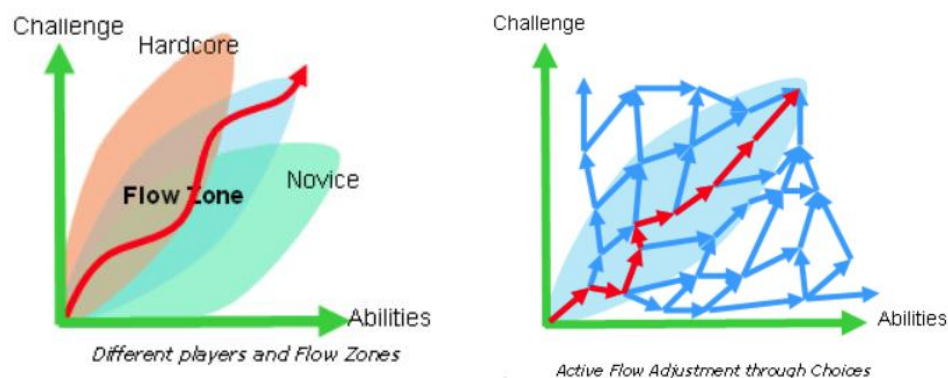 Challenge
Hardcore
Flow Zone
Novice
Abilities
Different players and Flow Zones
Challenge
Abilities
Active Flow Adjustment through Choices